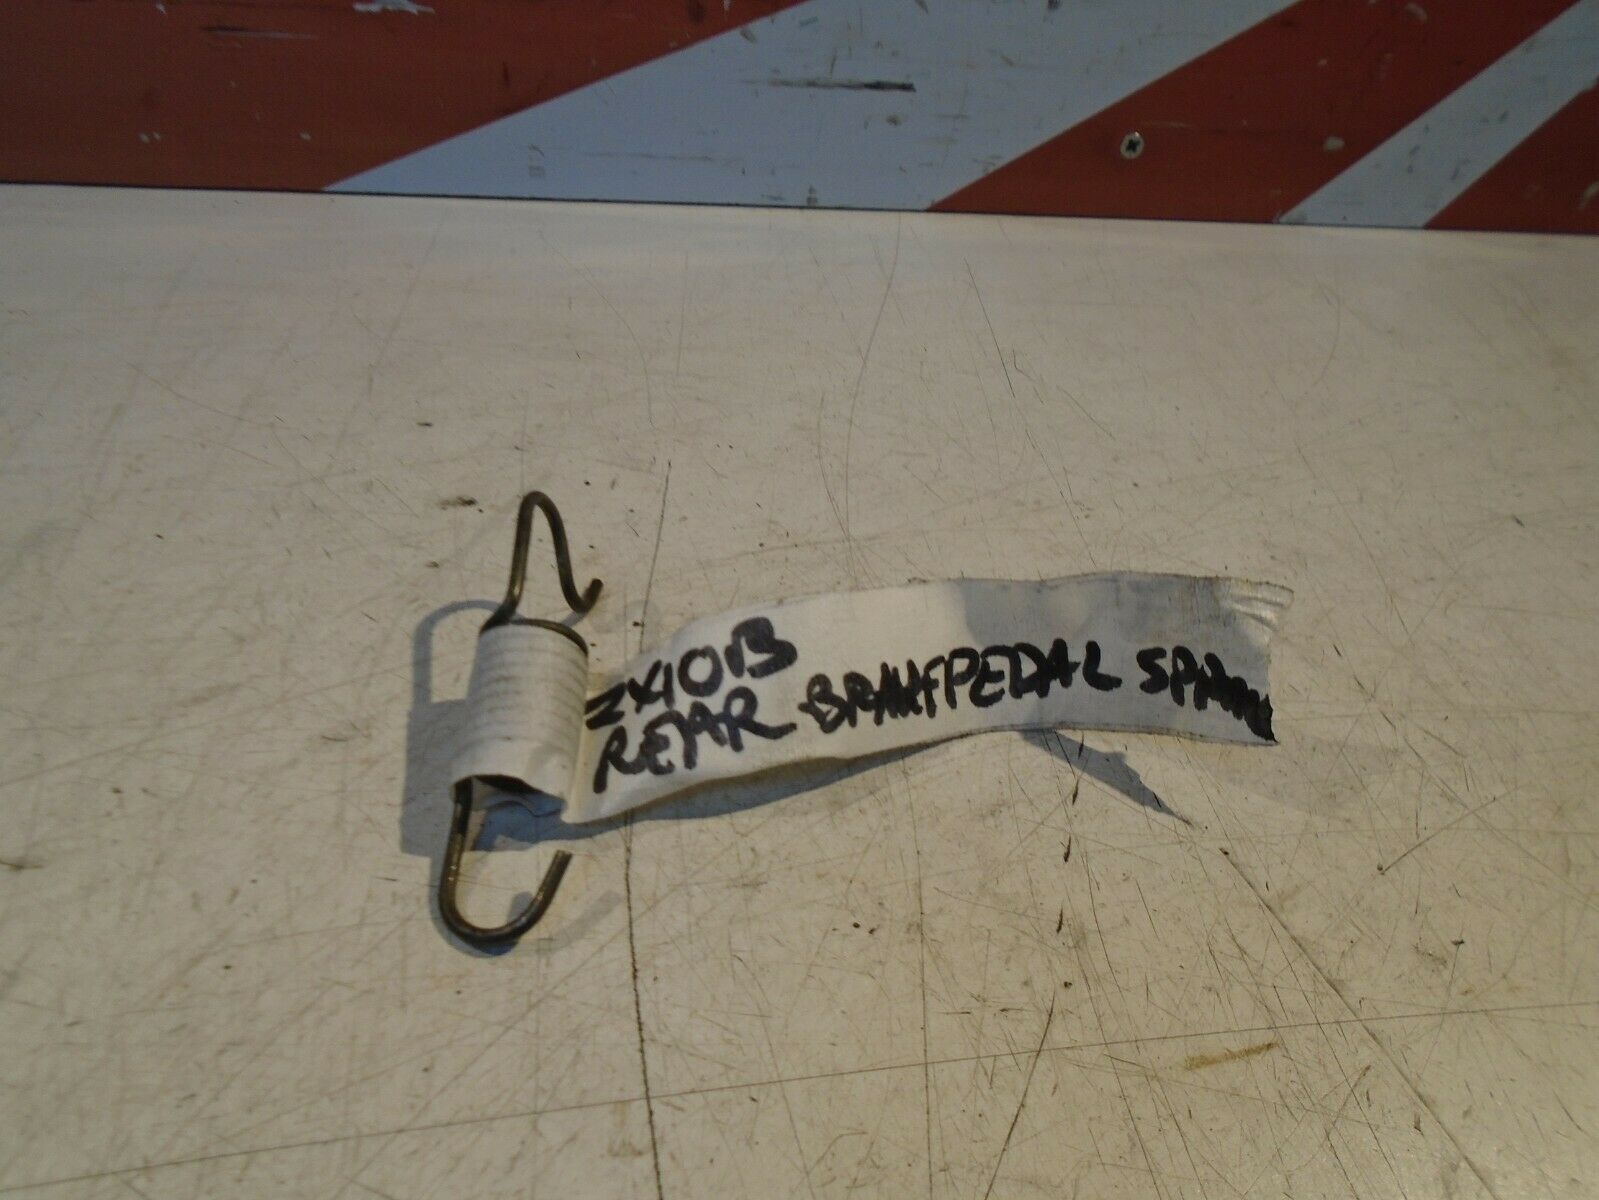 ZX10B
REAR BRAKEPEDAL SPRING